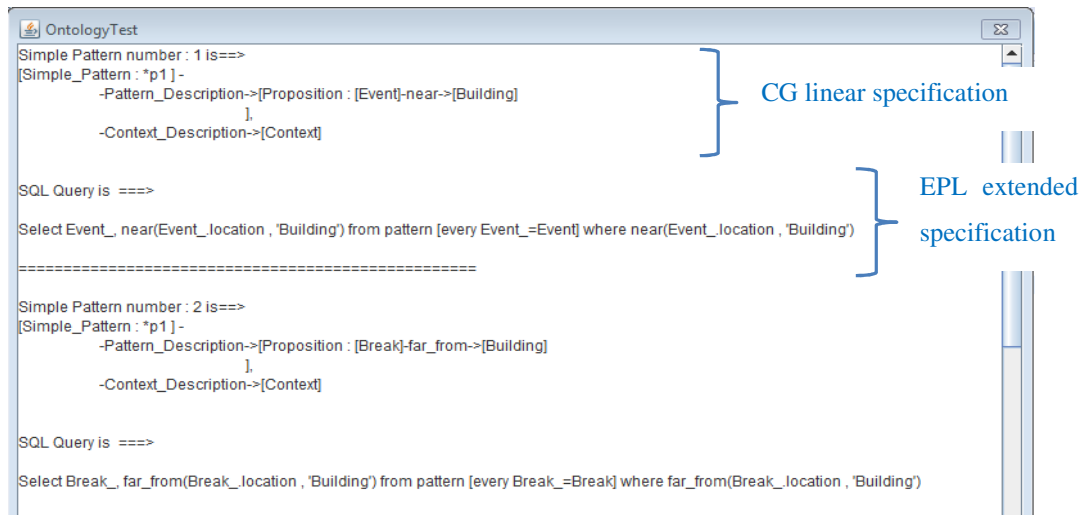 OntologyTest
Simple Pattern number : 1 is==>
[Simple_Pattern : *p1 ] -
-Pattern_Description->[Proposition : [Event]-near->[Building]
],
-Context_Description->[Context]
CG linear specification
SQL Query is ===>
Select Event_, near(Event_.location , 'Building') from pattern [every Event_=Event] where near(Event_.location , 'Building')
EPL extended
specification
====================================================
Simple Pattern number : 2 is==>
[Simple_Pattern : *p1 ] -
-Pattern_Description->[Proposition : [Break]-far_from->[Building]
],
-Context_Description->[Context]
SQL Query is ===>
Select Break_, far_from(Break_.location , 'Building') from pattern [every Break_=Break] where far_from(Break_.location , 'Building')